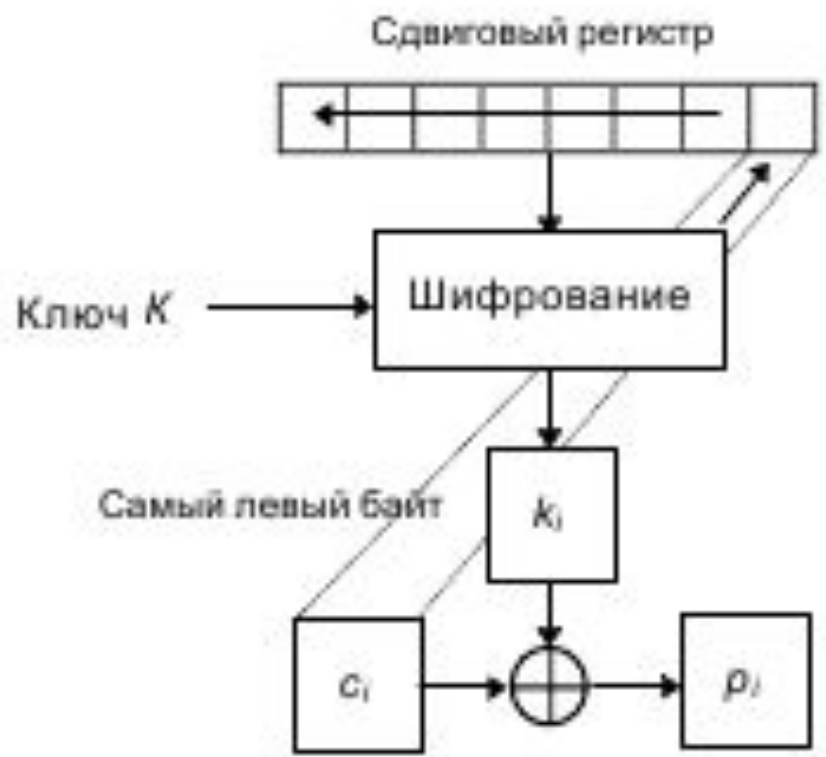 Сдвиговый регистр
Шифрование
Ключ K
Самый левый байт
kᵢ
cᵢ
pᵢ